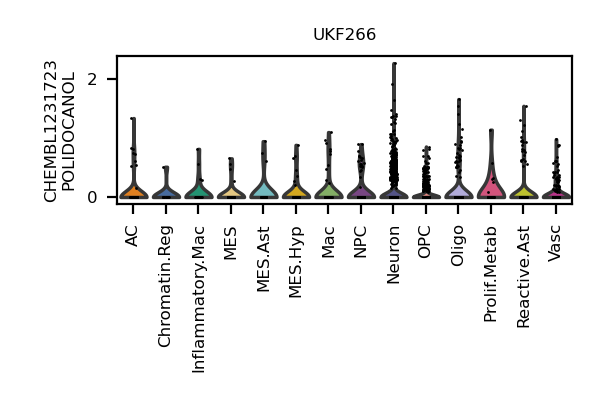 UKF266
CHEMBL1231723
POLIDOCANOL
2
0
AC
Chromatin.Reg
Inflammatory.Mac
MES
MES.Ast
MES.Hyp
Mac
NPC
Neuron
OPC
Oligo
Prolif.Metab
Reactive.Ast
Vasc